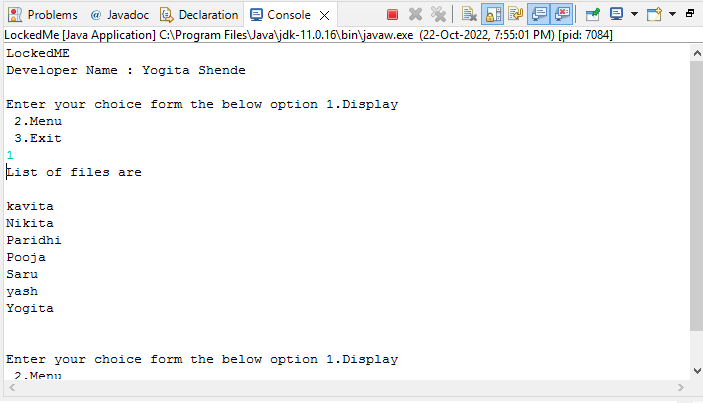 Problems @ Javadoc Declaration Console
LockedMe [Java Application] C:\Program Files\Java\jdk-11.0.16\bin\javaw.exe (22-Oct-2022, 7:55:01 PM) [pid: 7084]
LockedME
Developer Name : Yogita Shende
Enter your choice form the below option 1.Display
2.Menu
3.Exit
1
List of files are
kavita
Nikita
Paridhi
Pooja
Saru
yash
Yogita
Enter your choice form the below option 1.Display
2.Menu